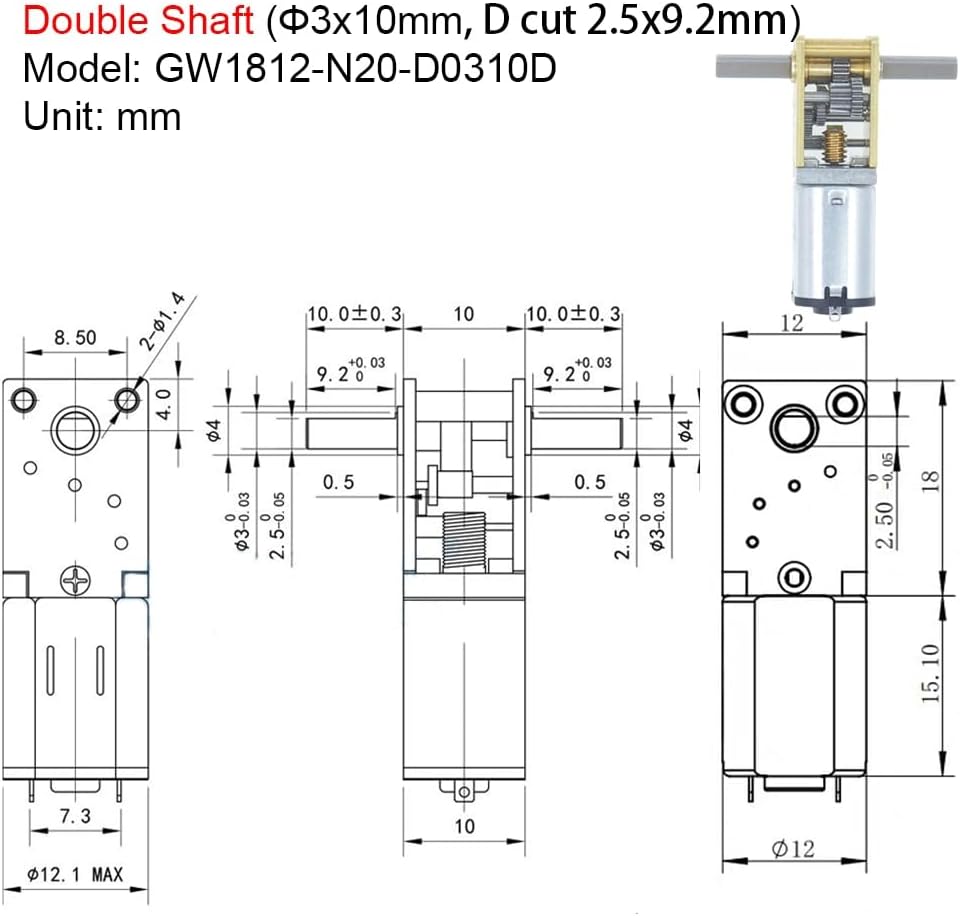 Double Shaft (Φ3x10mm, D cut 2.5x9.2mm)
Model: GW1812-N20-D0310D
Unit: mm
8.50
2-φ1.4
4.0
10.0±0.3
10
10.0±0.3
9.2 +0.03 0
9.2 +0.03 0
φ4
φ4
0.5
0.5
φ3 0 -0.03
2.5 0 -0.05
2.5 0 -0.05
φ3 0 -0.03
12
18
2.50 0 -0.05
15.10
7.3
φ12.1 MAX
10
φ12